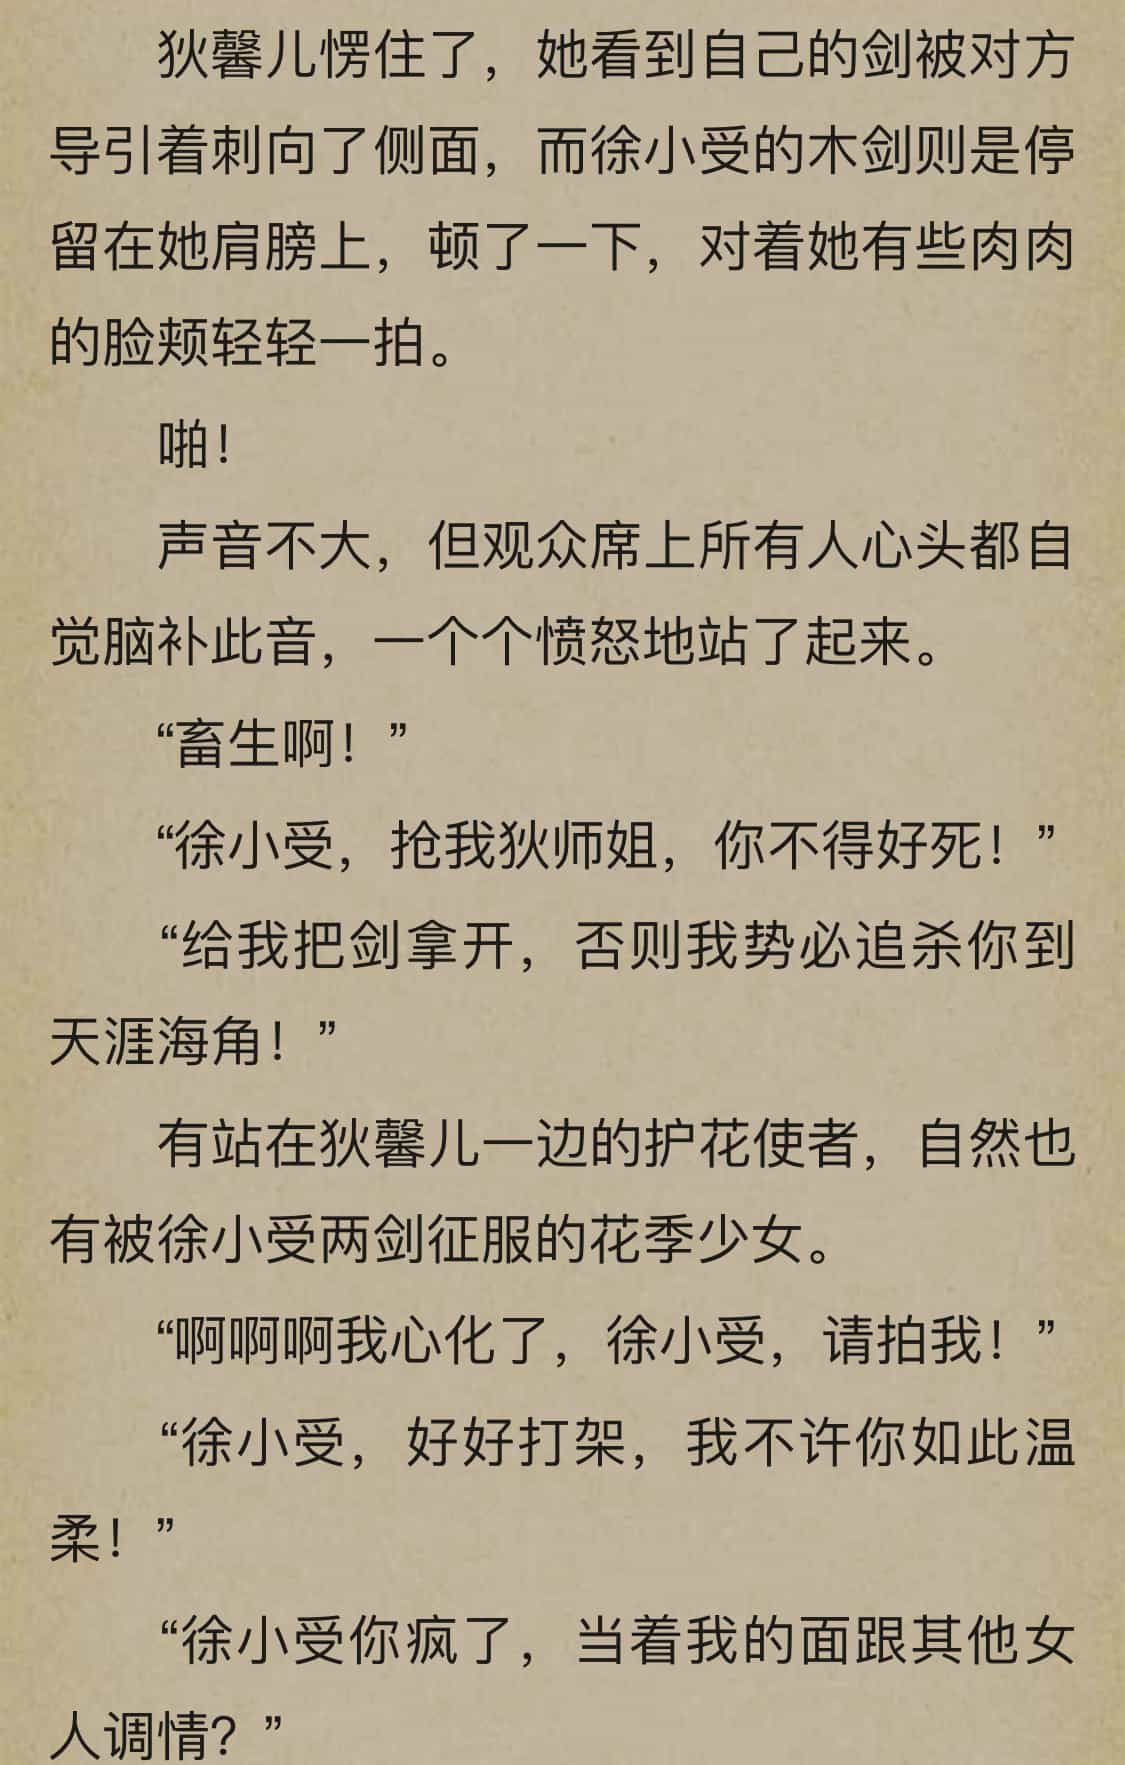 狄馨儿愣住了，她看到自己的剑被对方
导引着刺向了侧面，而徐小受的木剑则是停
留在她肩膀上，顿了一下，对着她有些肉肉
的脸颊轻轻一拍。
啪！
声音不大，但观众席上所有人心头都自
觉脑补此音，一个个愤怒地站了起来。
“畜生啊！”
“徐小受，抢我狄师姐，你不得好死！”
“给我把剑拿开，否则我势必追杀你到
天涯海角！”
有站在狄馨儿一边的护花使者，自然也
有被徐小受两剑征服的花季少女。
“啊啊啊我心化了，徐小受，请拍我！”
“徐小受，好好打架，我不许你如此温
柔！”
“徐小受你疯了，当着我的面跟其他女
人调情？”